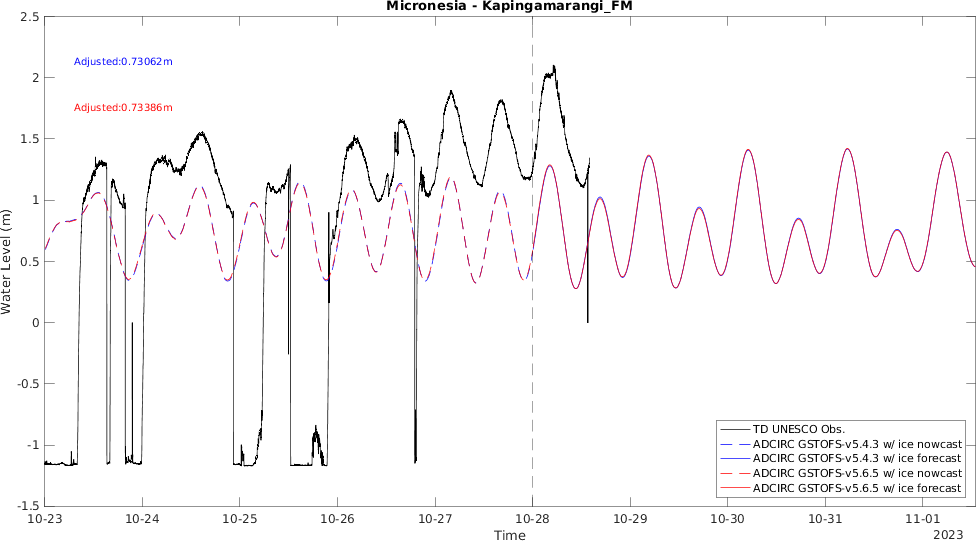 Micronesia - Kapingamarangi_FM
2.5
2
1.5
1
0.5
0
-0.5
-1
-1.5
Water Level (m)
Adjusted:0.73062m
Adjusted:0.73386m
TD UNESCO Obs.
ADCIRC GSTOFS-v5.4.3 w/ ice nowcast
ADCIRC GSTOFS-v5.4.3 w/ ice forecast
ADCIRC GSTOFS-v5.6.5 w/ ice nowcast
ADCIRC GSTOFS-v5.6.5 w/ ice forecast
10-23 10-24 10-25 10-26 10-27 10-28 10-29 10-30 10-31 11-01
Time
2023